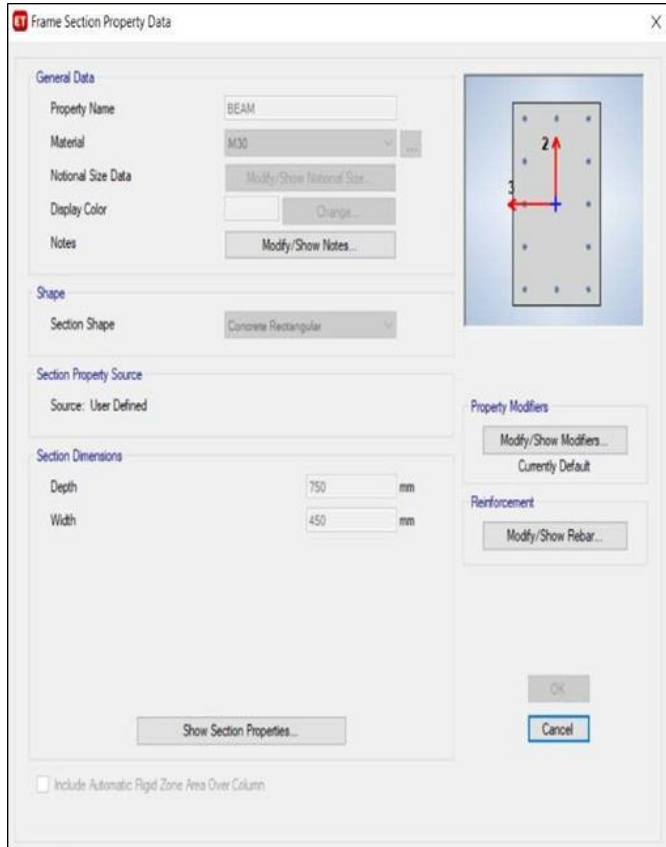 ET Frame Section Property Data
General Data
Property Name BEAM
Material M30 ...
Notional Size Data Modify/Show Notional Size...
Display Color Change...
Notes Modify/Show Notes...
2
3
Shape
Section Shape Concrete Rectangular
Section Property Source
Source: User Defined
Property Modifiers
Modify/Show Modifiers...
Currently Default
Section Dimensions
Depth 750 mm
Width 450 mm
Reinforcement
Modify/Show Rebar...
Show Section Properties...
OK
Cancel
Include Automatic Rigid Zone Area Over Column